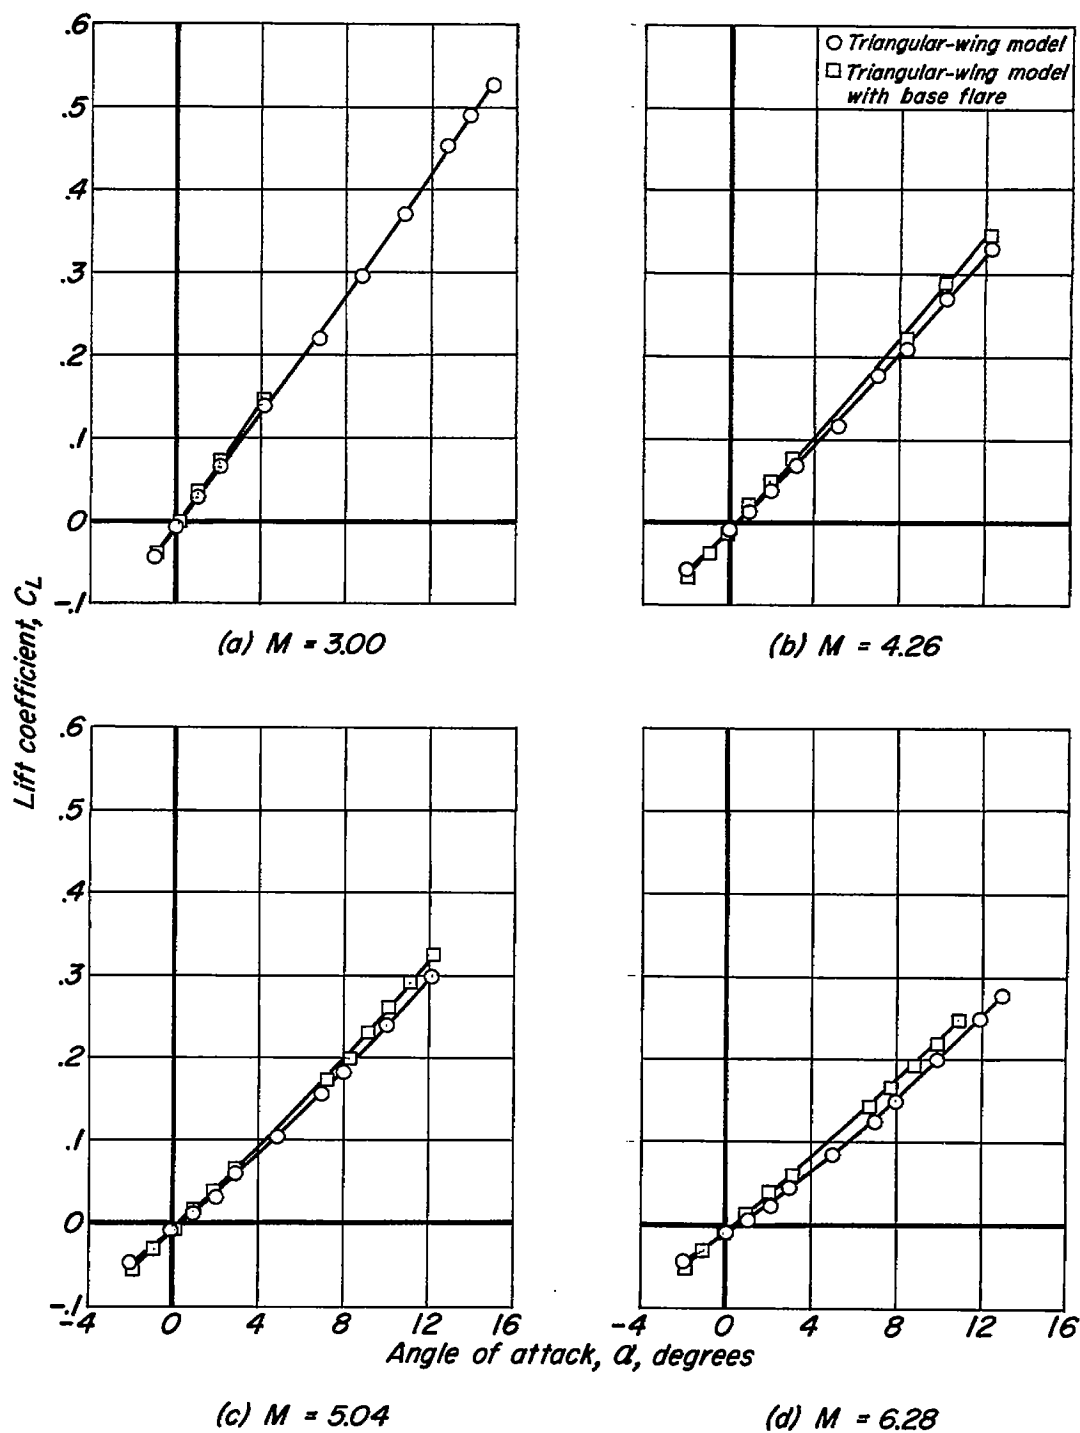 .6
.5
.4
.3
.2
.1
0
-.1
○ Triangular-wing model
□ Triangular-wing model
with base flare
(a) M = 3.00
(b) M = 4.26
Lift coefficient, C_L
.6
.5
.4
.3
.2
.1
0
-.1
-4 0 4 8 12 16
-4 0 4 8 12 16
Angle of attack, α, degrees
(c) M = 5.04
(d) M = 6.28